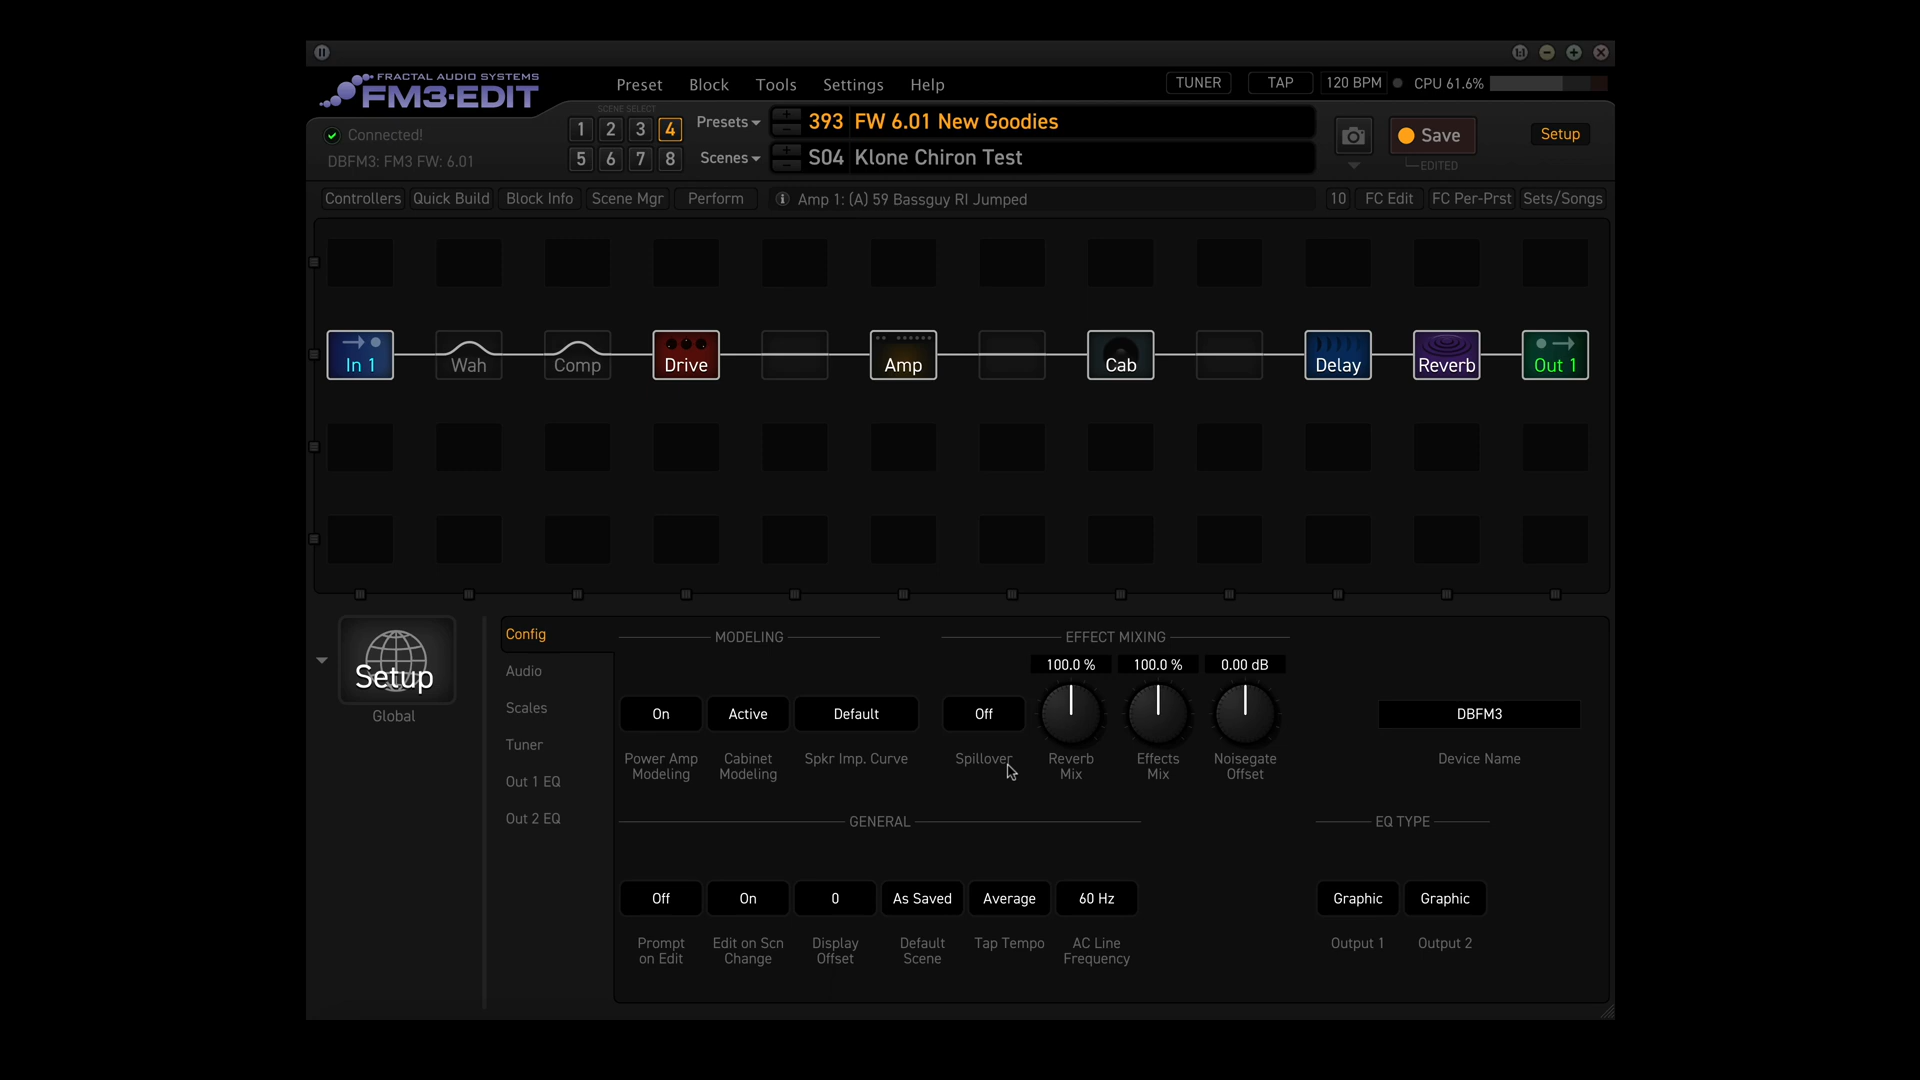 FRACTAL AUDIO SYSTEMS
FM3·EDIT
Preset Block Tools Settings Help
TUNER TAP 120 BPM CPU 61.6%
SCENE SELECT
1 2 3 4
5 6 7 8
Presets 393 FW 6.01 New Goodies
Scenes S04 Klone Chiron Test
Connected!
DBFM3: FM3 FW: 6.01
Save
EDITED
Setup
Controllers Quick Build Block Info Scene Mgr Perform
Amp 1: (A) 59 Bassguy RI Jumped
10 FC Edit FC Per-Prst Sets/Songs
In 1 Wah Comp Drive Amp Cab Delay Reverb Out 1
Setup
Global
Config
Audio
Scales
Tuner
Out 1 EQ
Out 2 EQ
MODELING
On Active Default
Power Amp Modeling
Cabinet Modeling
Spkr Imp. Curve
EFFECT MIXING
100.0 % 100.0 % 0.00 dB
Off
Spillover
Reverb Mix
Effects Mix
Noisegate Offset
DBFM3
Device Name
GENERAL
Off On 0 As Saved Average 60 Hz
Prompt on Edit
Edit on Scn Change
Display Offset
Default Scene
Tap Tempo
AC Line Frequency
EQ TYPE
Graphic Graphic
Output 1 Output 2